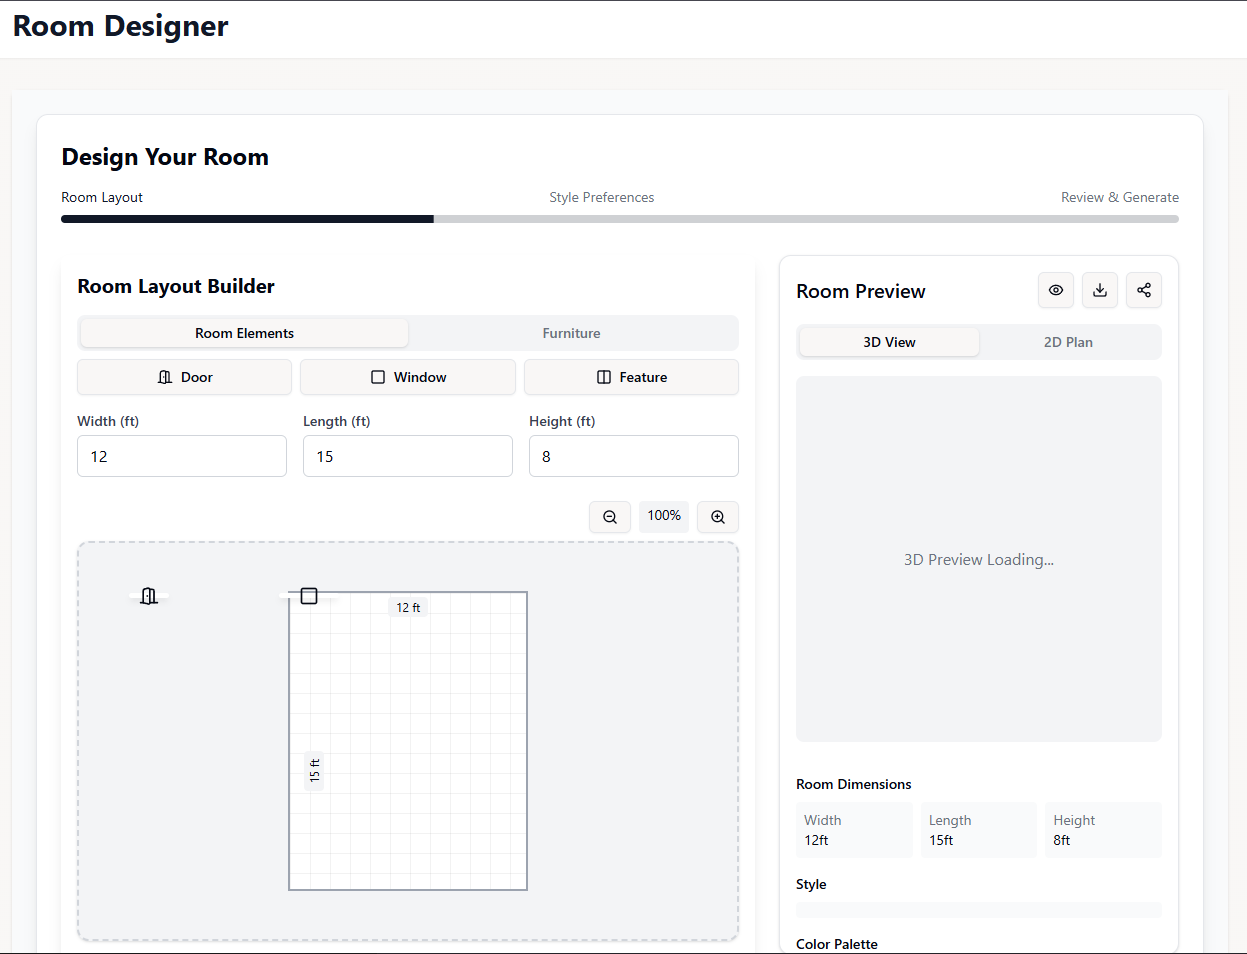 Room Designer
Design Your Room
Room Layout
Style Preferences
Review & Generate
Room Layout Builder
Room Elements
Furniture
Door
Window
Feature
Width (ft)
Length (ft)
Height (ft)
12
15
8
100%
12 ft
15 ft
Room Preview
3D View
2D Plan
3D Preview Loading...
Room Dimensions
Width
Length
Height
12ft
15ft
8ft
Style
Color Palette